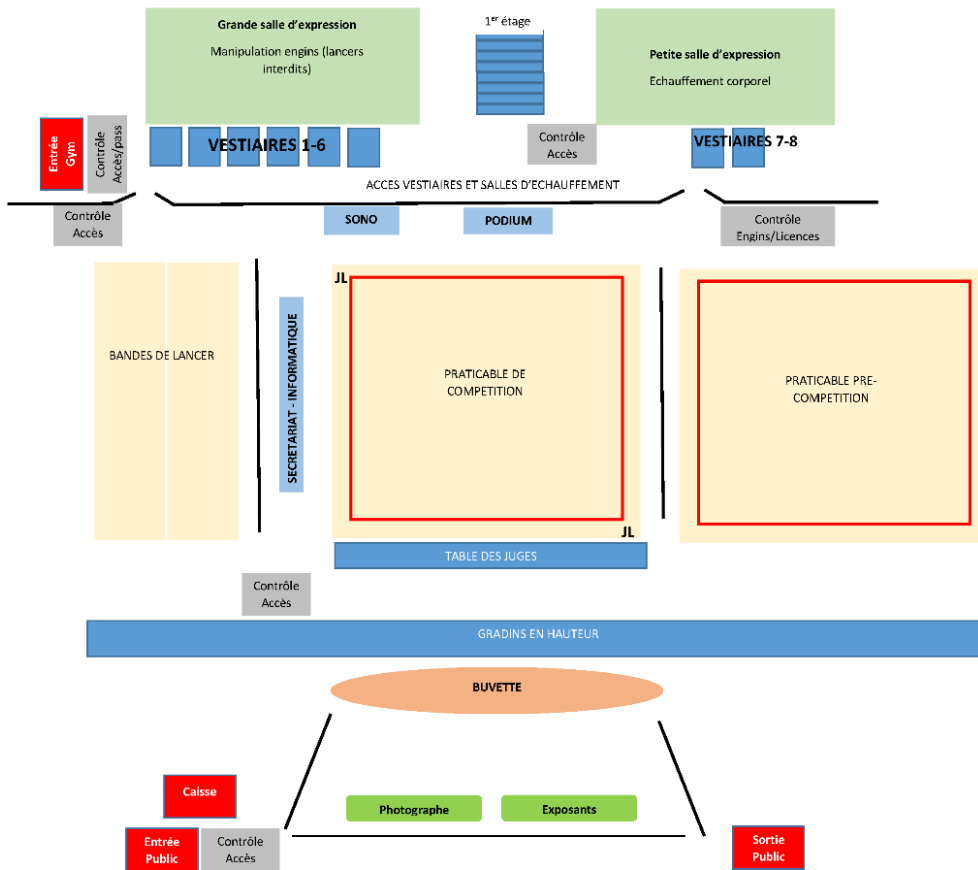 Grande salle d'expression
Manipulation engins (lancers
interdits)
1er étage
Petite salle d'expression
Echauffement corporel
Entrée
Gym
Contrôle
Accès/pass
VESTIAIRES 1-6
Contrôle
Accès
VESTIAIRES 7-8
ACCES VESTIAIRES ET SALLES D'ECHAUFFEMENT
Contrôle
Accès
SONO
PODIUM
Contrôle
Engins/Licences
JL
BANDES DE LANCER
SECRETARIAT - INFORMATIQUE
PRATICABLE DE
COMPETITION
PRATICABLE PRE-
COMPETITION
JL
TABLE DES JUGES
Contrôle
Accès
GRADINS EN HAUTEUR
BUVETTE
Caisse
Photographe
Exposants
Entrée
Public
Contrôle
Accès
Sortie
Public